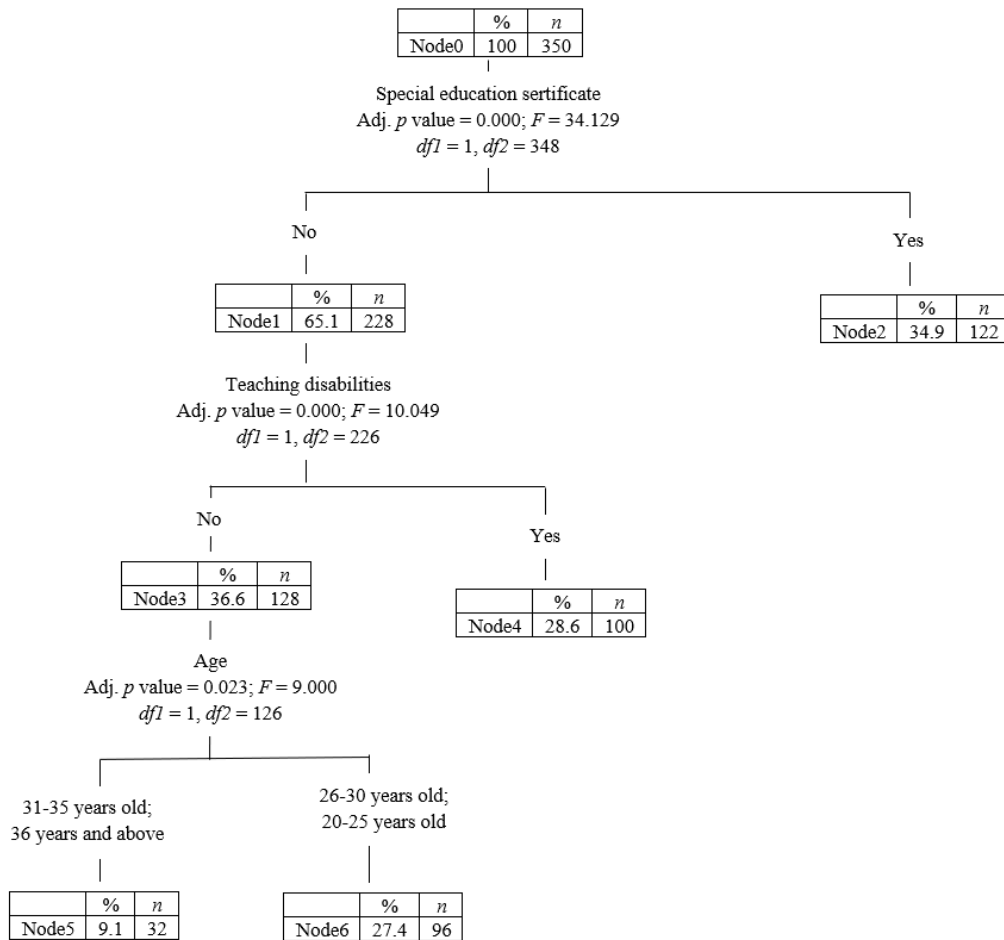 % n
Node0 100 350
Special education sertificate
Adj. p value = 0.000; F = 34.129
df1 = 1, df2 = 348
No
Yes
% n
Node1 65.1 228
% n
Node2 34.9 122
Teaching disabilities
Adj. p value = 0.000; F = 10.049
df1 = 1, df2 = 226
No
Yes
% n
Node3 36.6 128
% n
Node4 28.6 100
Age
Adj. p value = 0.023; F = 9.000
df1 = 1, df2 = 126
31-35 years old;
36 years and above
26-30 years old;
20-25 years old
% n
Node5 9.1 32
% n
Node6 27.4 96